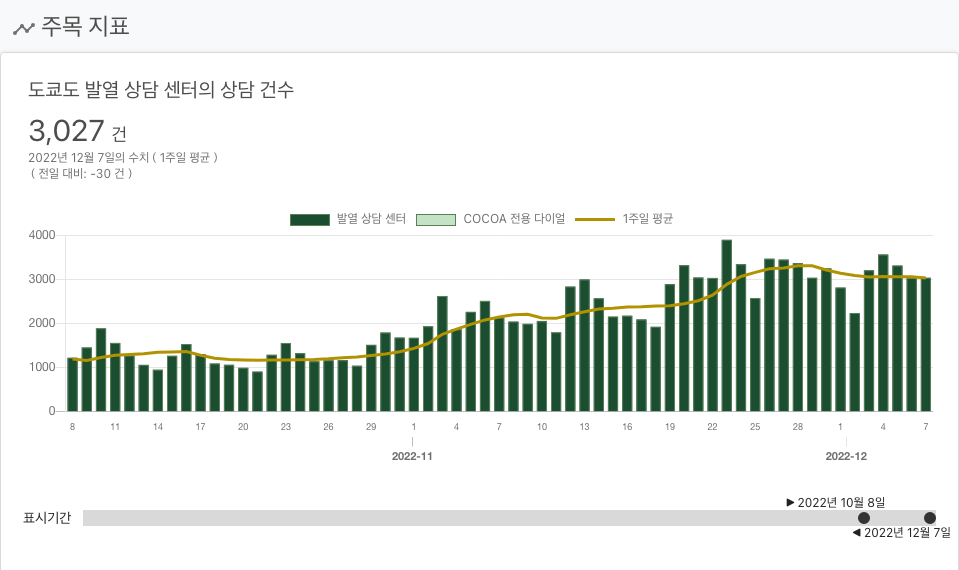 주목 지표
도쿄도 발열 상담 센터의 상담 건수
3,027 건
2022년 12월 7일의 수치 ( 1주일 평균 )
( 전일 대비: -30 건 )
발열 상담 센터 COCOA 전용 다이얼 1주일 평균
4000
3000
2000
1000
0
8 11 14 17 20 23 26 29 1 4 7 10 13 16 19 22 25 28 1 4 7
2022-11 2022-12
▶ 2022년 10월 8일
표시기간
◀ 2022년 12월 7일